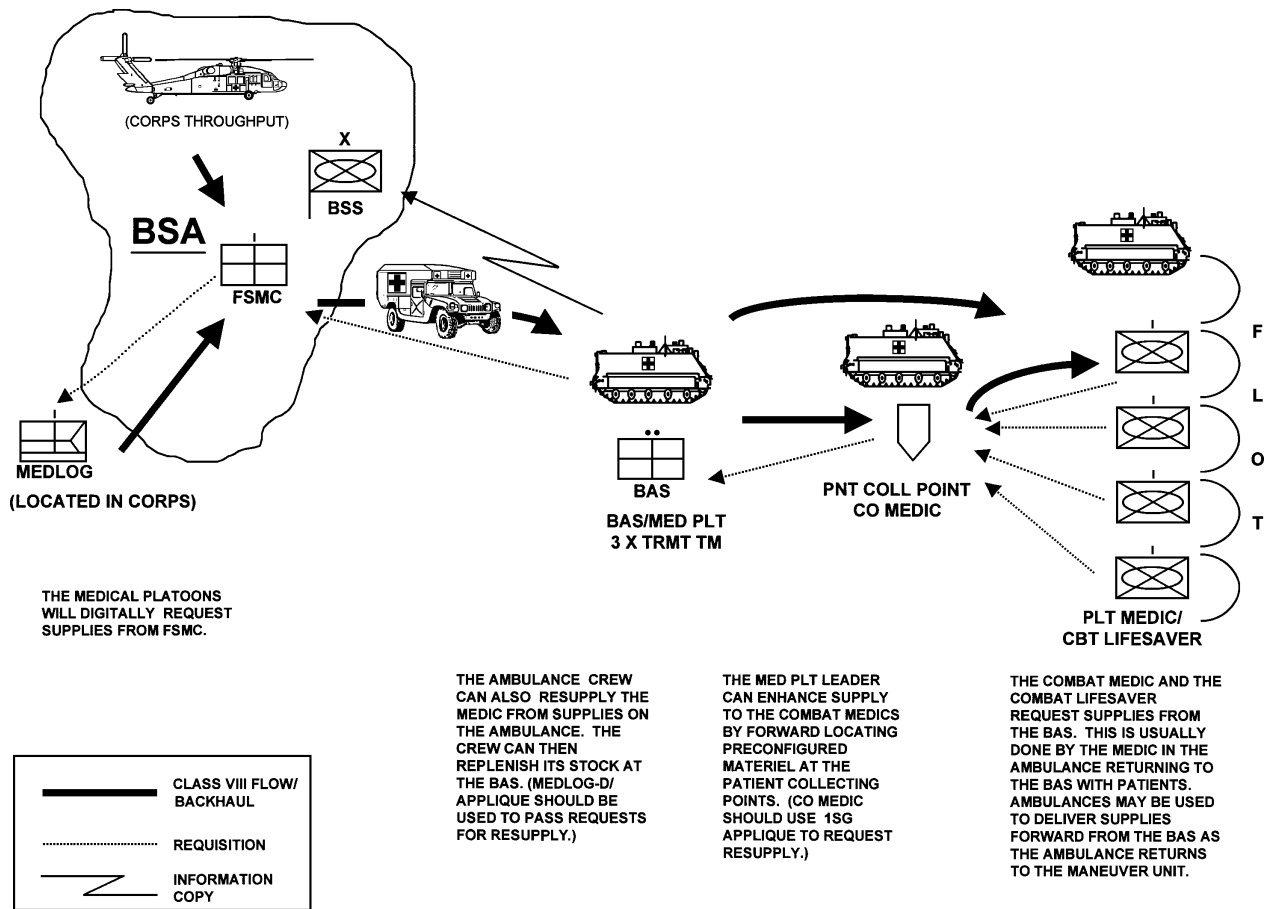 (CORPS THROUGHPUT)
X
BSS
BSA
FSMC
MEDLOG
(LOCATED IN CORPS)
BAS
BAS/MED PLT
3 X TRMT TM
PNT COLL POINT
CO MEDIC
F
L
O
T
PLT MEDIC/
CBT LIFESAVER
THE MEDICAL PLATOONS
WILL DIGITALLY REQUEST
SUPPLIES FROM FSMC.
THE AMBULANCE CREW
CAN ALSO RESUPPLY THE
MEDIC FROM SUPPLIES ON
THE AMBULANCE. THE
CREW CAN THEN
REPLENISH ITS STOCK AT
THE BAS. (MEDLOG-D/
APPLIQUE SHOULD BE
USED TO PASS REQUESTS
FOR RESUPPLY.)
THE MED PLT LEADER
CAN ENHANCE SUPPLY
TO THE COMBAT MEDICS
BY FORWARD LOCATING
PRECONFIGURED
MATERIEL AT THE
PATIENT COLLECTING
POINTS. (CO MEDIC
SHOULD USE 1SG
APPLIQUE TO REQUEST
RESUPPLY.)
THE COMBAT MEDIC AND THE
COMBAT LIFESAVER
REQUEST SUPPLIES FROM
THE BAS. THIS IS USUALLY
DONE BY THE MEDIC IN THE
AMBULANCE RETURNING TO
THE BAS WITH PATIENTS.
AMBULANCES MAY BE USED
TO DELIVER SUPPLIES
FORWARD FROM THE BAS AS
THE AMBULANCE RETURNS
TO THE MANEUVER UNIT.
CLASS VIII FLOW/
BACKHAUL
REQUISITION
INFORMATION
COPY